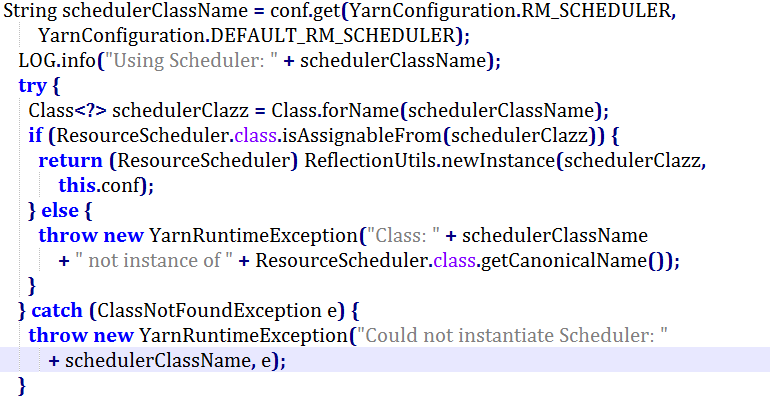 String schedulerClassName = conf.get(YarnConfiguration.RM_SCHEDULER,
YarnConfiguration.DEFAULT_RM_SCHEDULER);
LOG.info("Using Scheduler: " + schedulerClassName);
try {
Class<?> schedulerClazz = Class.forName(schedulerClassName);
if (ResourceScheduler.class.isAssignableFrom(schedulerClazz)) {
return (ResourceScheduler) ReflectionUtils.newInstance(schedulerClazz,
this.conf);
} else {
throw new YarnRuntimeException("Class: " + schedulerClassName
+ " not instance of " + ResourceScheduler.class.getCanonicalName());
}
} catch (ClassNotFoundException e) {
throw new YarnRuntimeException("Could not instantiate Scheduler: "
+ schedulerClassName, e);
}